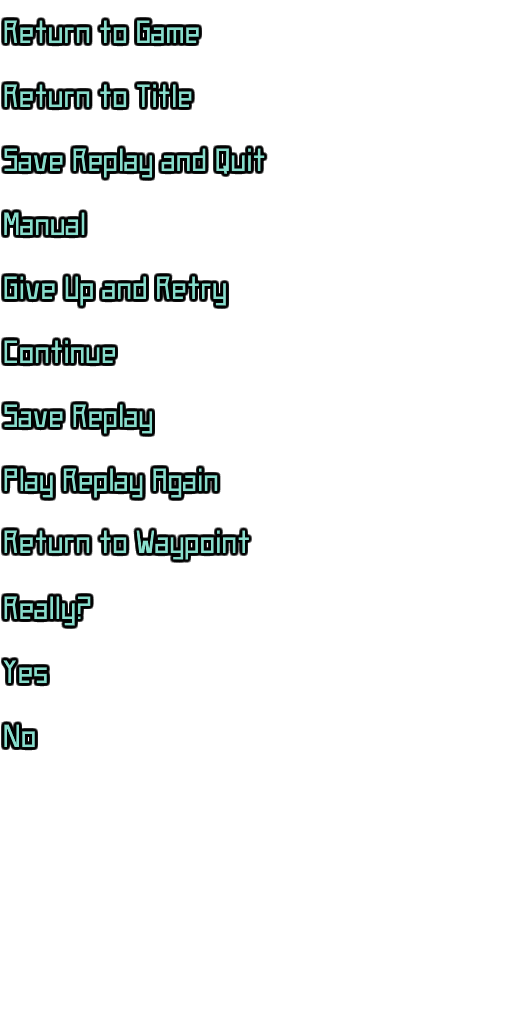 Return to Game
Return to Title
Save Replay and Quit
Manual
Give Up and Retry
Continue
Save Replay
Play Replay Again
Return to Waypoint
Really?
Yes
No